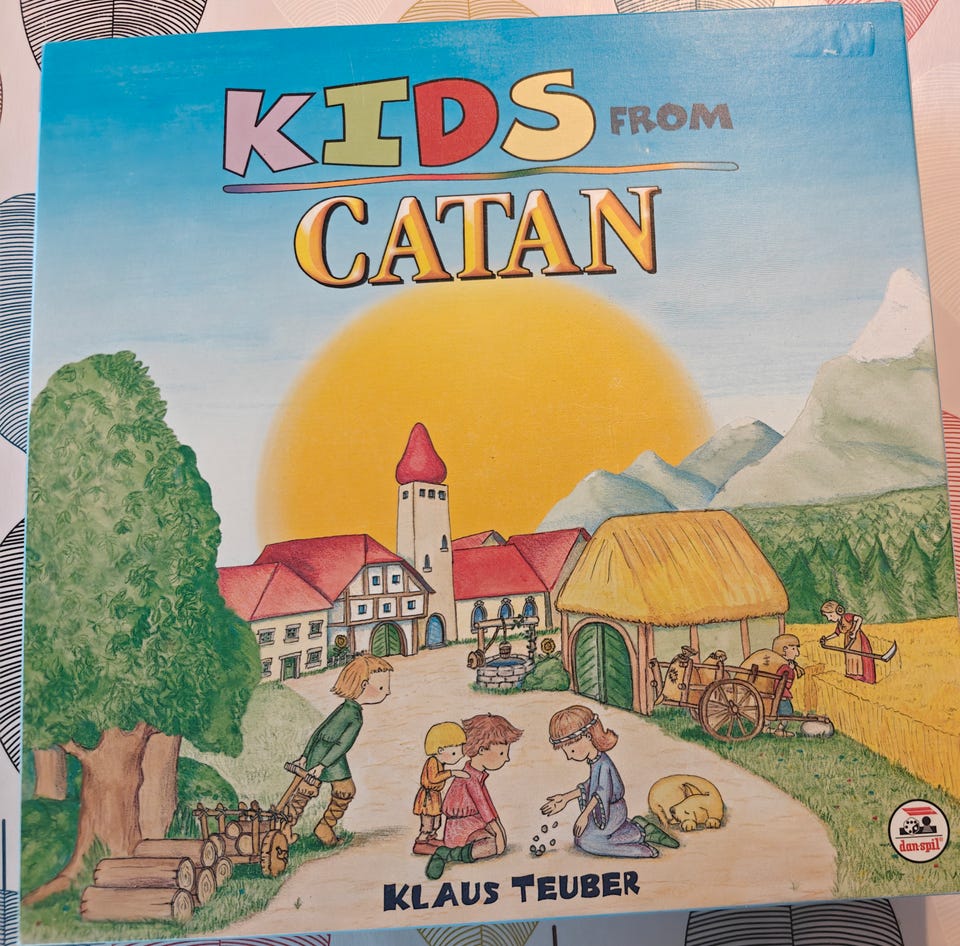 KIDS FROM
CATAN
KLAUS TEUBER
dan-spil®